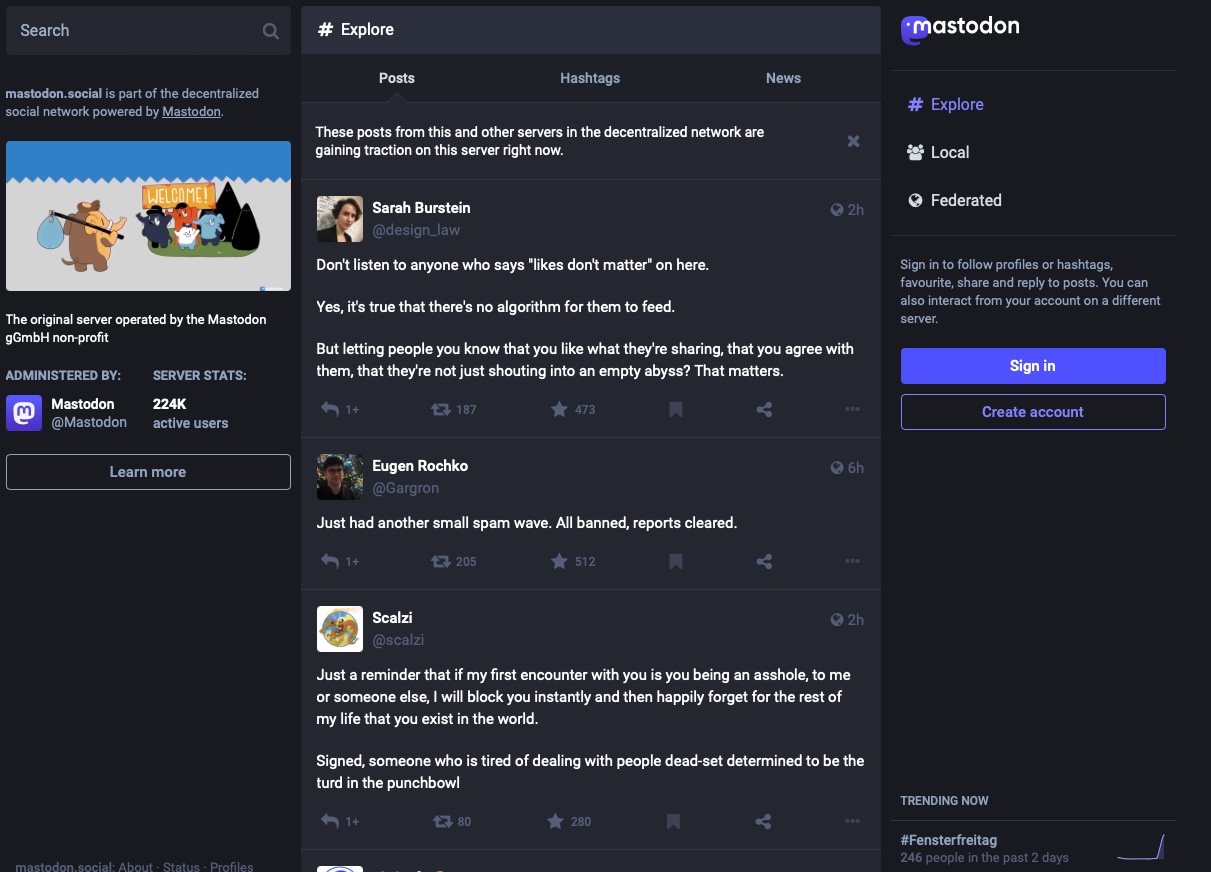 Search
mastodon.social is part of the decentralized
social network powered by Mastodon.
WELCOME!
The original server operated by the Mastodon
gGmbH non-profit
ADMINISTERED BY:
Mastodon
@Mastodon
SERVER STATS:
224K
active users
Learn more
mastodon.social: About · Status · Profiles
# Explore
Posts
Hashtags
News
These posts from this and other servers in the decentralized network are
gaining traction on this server right now.
Sarah Burstein
2h
@design_law
Don't listen to anyone who says "likes don't matter" on here.
Yes, it's true that there's no algorithm for them to feed.
But letting people you know that you like what they're sharing, that you agree with
them, that they're not just shouting into an empty abyss? That matters.
1+ 187 473
Eugen Rochko
6h
@Gargron
Just had another small spam wave. All banned, reports cleared.
1+ 205 512
Scalzi
2h
@scalzi
Just a reminder that if my first encounter with you is you being an asshole, to me
or someone else, I will block you instantly and then happily forget for the rest of
my life that you exist in the world.
Signed, someone who is tired of dealing with people dead-set determined to be the
turd in the punchbowl
1+ 80 280
mastodon
# Explore
Local
Federated
Sign in to follow profiles or hashtags,
favourite, share and reply to posts. You can
also interact from your account on a different
server.
Sign in
Create account
TRENDING NOW
#Fensterfreitag
246 people in the past 2 days